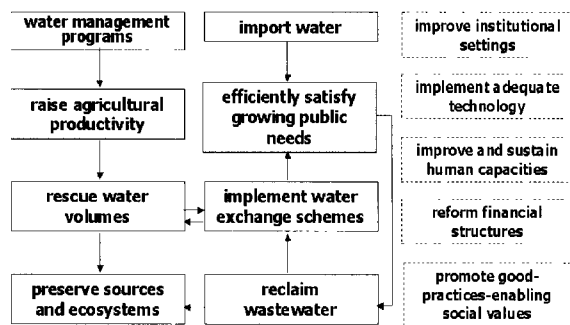 water management
programs
raise agricultural
productivity
rescue water
volumes
preserve sources
and ecosystems
import water
efficiently satisfy
growing public
needs
implement water
exchange schemes
reclaim
wastewater
improve institutional
settings
implement adequate
technology
improve and sustain
human capacities
reform financial
structures
promote good-
practices-enabling
social values